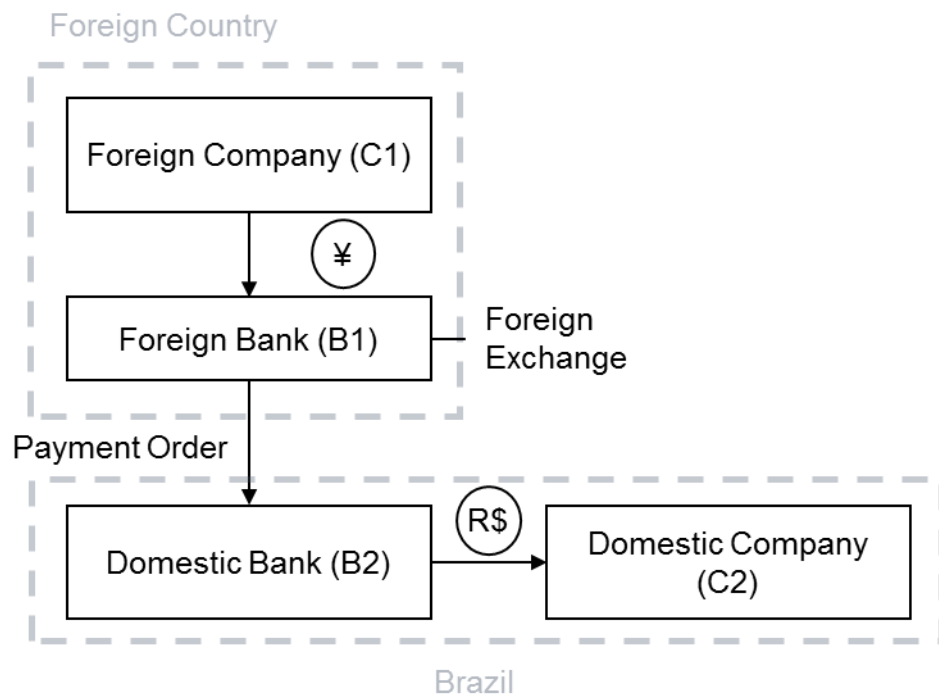 Foreign Country
Foreign Company (C1)
¥
Foreign Bank (B1)
Foreign
Exchange
Payment Order
Domestic Bank (B2)
R$
Domestic Company
(C2)
Brazil